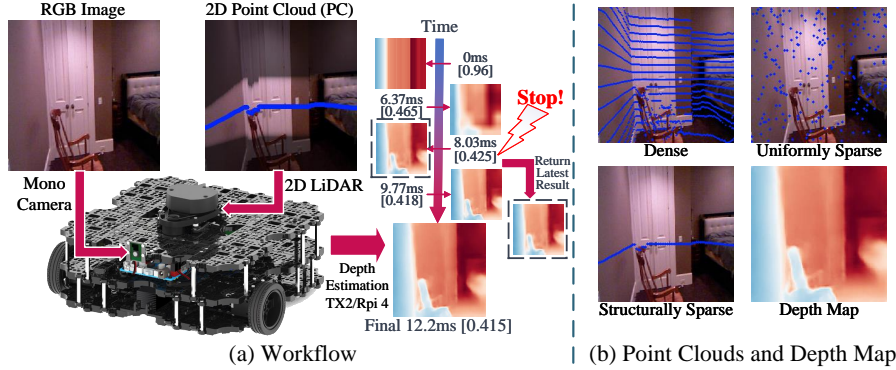 RGB Image
2D Point Cloud (PC)
Mono
Camera
2D LiDAR
Time
0ms
[0.96]
6.37ms
[0.465]
Stop!
8.03ms
[0.425]
9.77ms
[0.418]
Return
Latest
Result
Depth
Estimation
TX2/Rpi 4
Final 12.2ms [0.415]
(a) Workflow
Dense
Uniformly Sparse
Structurally Sparse
Depth Map
(b) Point Clouds and Depth Map